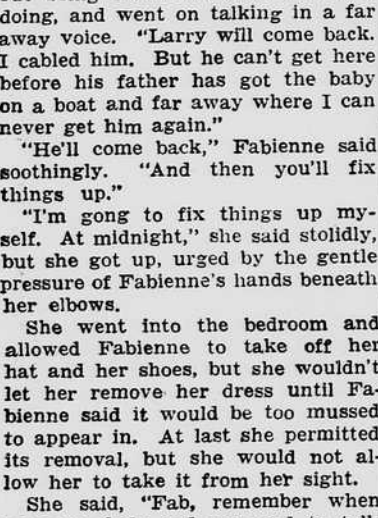 doing, and went on talking in a far
away voice. "Larry will come back.
I cabled him. But he can't get here
before his father has got the baby
on a boat and far away where I can
never get him again."
"He'll come back," Fabienne said
soothingly. "And then you'll fix
things up."
"I'm gong to fix things up my-
self. At midnight," she said stolidly,
but she got up, urged by the gentle
pressure of Fabienne's hands beneath
her elbows.
She went into the bedroom and
allowed Fabienne to take off her
hat and her shoes, but she wouldn't
let her remove her dress until Fa-
bienne said it would be too mussed
to appear in. At last she permitted
its removal, but she would not al-
low her to take it from her sight.
She said, "Fab, remember when